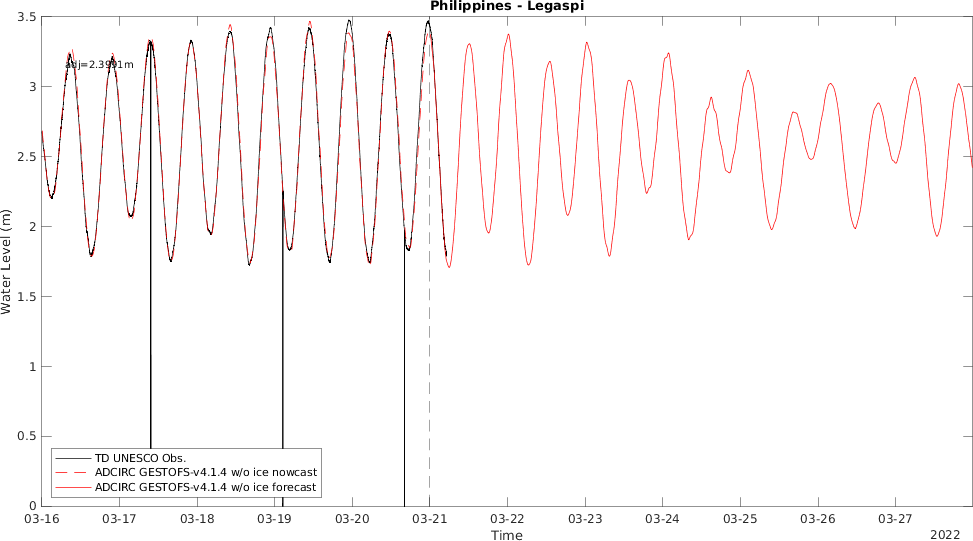 Philippines - Legaspi
3.5
3
2.5
2
1.5
1
0.5
0
Water Level (m)
adj=2.3991m
TD UNESCO Obs.
ADCIRC GESTOFS-v4.1.4 w/o ice nowcast
ADCIRC GESTOFS-v4.1.4 w/o ice forecast
03-16 03-17 03-18 03-19 03-20 03-21 03-22 03-23 03-24 03-25 03-26 03-27
Time
2022